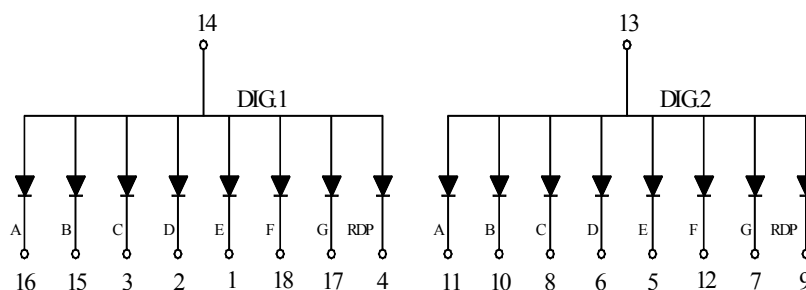 14 13
DIG.1 DIG.2
A B C D E F G RDP A B C D E F G RDP
16 15 3 2 1 18 17 4 11 10 8 6 5 12 7 9